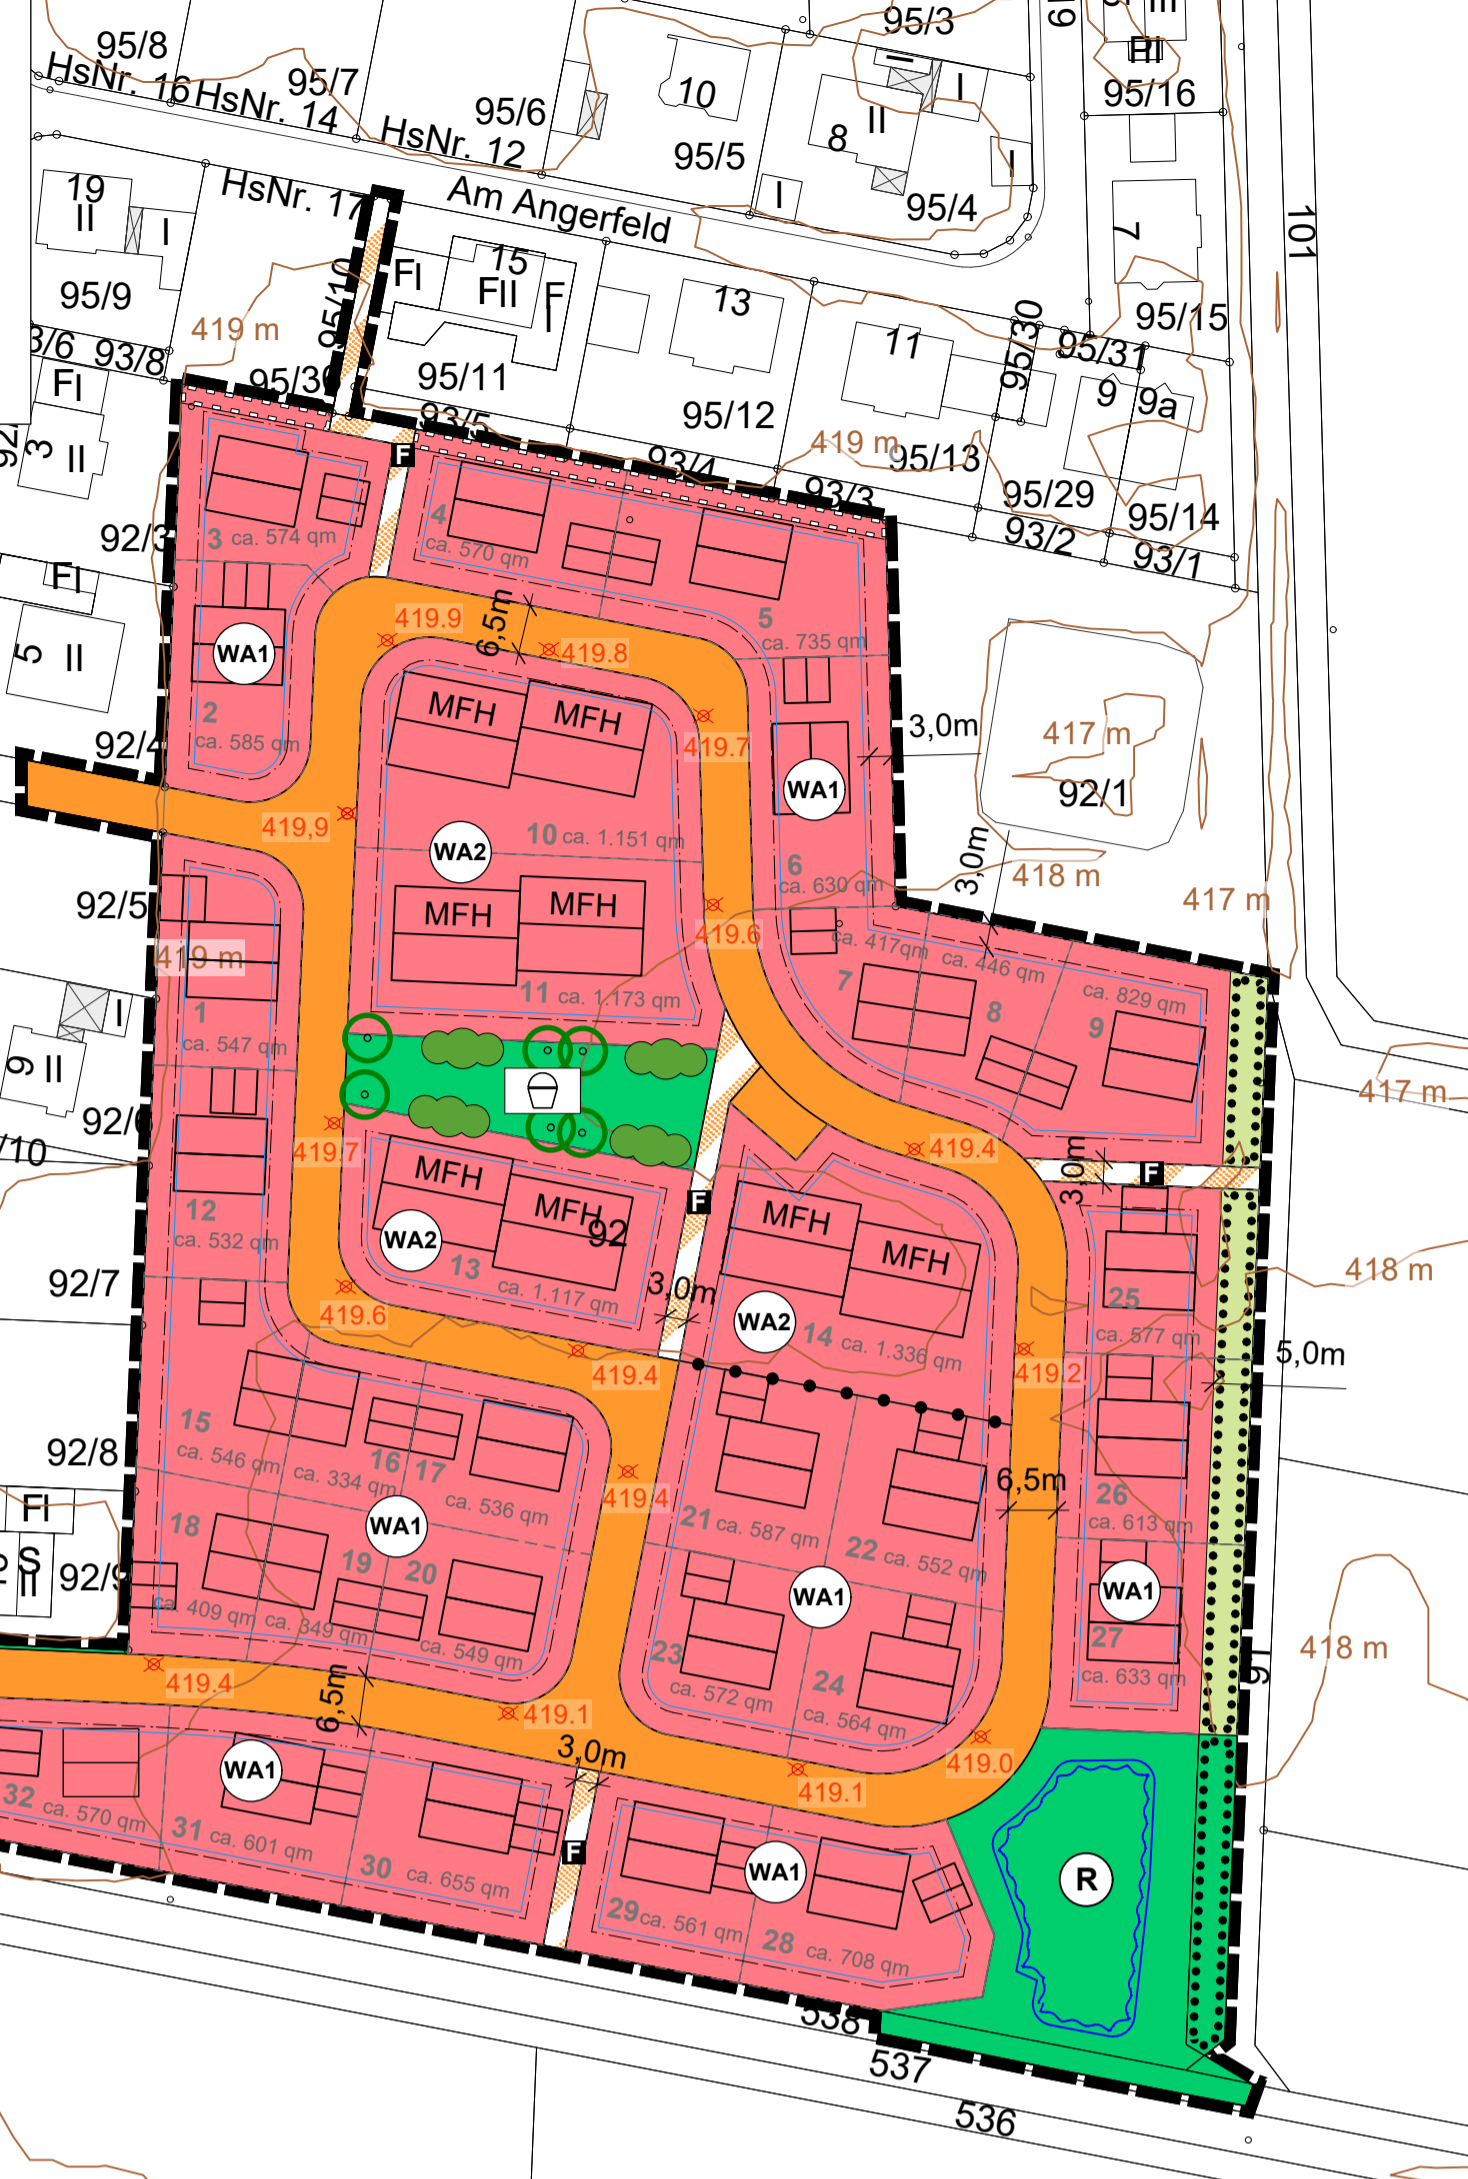 95/3
95/8
HsNr. 16
HsNr. 14
95/7
HsNr. 12
95/6
10
95/5
8
II
I
I
I
95/4
95/16
19
II
I
HsNr. 17
Am Angerfeld
7
101
95/9
95/10
FI
15
FII
F
I
13
11
95/30
95/31
95/15
419 m
93/8
95/11
95/12
95/13
9
9a
3
II
FI
93/5
93/4
93/3
419 m
95/29
95/14
93/2
93/1
F
92/3
3 ca. 574 qm
4
ca. 570 qm
5
ca. 735 qm
FI
5
II
WA1
419.9
6,5m
419.8
2
ca. 585 qm
MFH
MFH
419.7
3,0m
417 m
92/1
92/4
WA1
419,9
WA2
10 ca. 1.151 qm
6
ca. 630 qm
3,0m
418 m
417 m
92/5
MFH
MFH
419.6
ca. 417qm
ca. 446 qm
ca. 829 qm
419 m
11 ca. 1.173 qm
7
8
9
1
ca. 547 qm
I
9
II
417 m
92/6
419.7
MFH
MFH
92
F
419.4
3,0m
F
12
ca. 532 qm
WA2
13
ca. 1.117 qm
3,0m
MFH
MFH
WA2
14 ca. 1.336 qm
25
ca. 577 qm
418 m
92/7
419.6
419.4
419.2
5,0m
15
ca. 546 qm
16
ca. 334 qm
17
ca. 536 qm
92/8
419.4
6,5m
26
ca. 613 qm
18
WA1
21 ca. 587 qm
22 ca. 552 qm
FI
92/9
19
20
ca. 409 qm
ca. 349 qm
ca. 549 qm
WA1
WA1
27
ca. 633 qm
23
ca. 572 qm
24
ca. 564 qm
418 m
419.4
6,5m
419.1
3,0m
419.0
419.1
WA1
32 ca. 570 qm
31 ca. 601 qm
30 ca. 655 qm
F
WA1
29 ca. 561 qm
28 ca. 708 qm
R
538
537
536